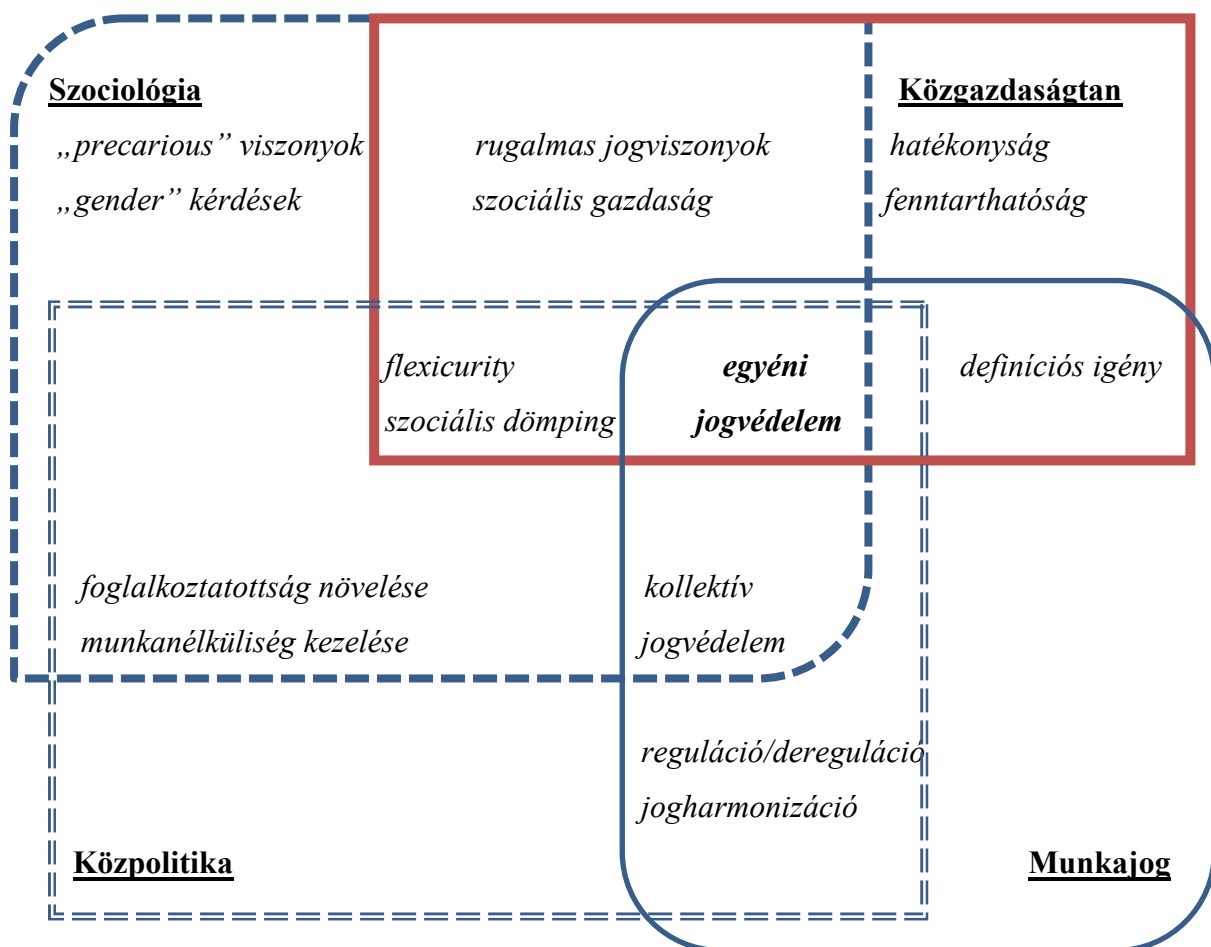 Szociológia
„precarious” viszonyok
„gender” kérdések
rugalmas jogviszonyok
szociális gazdaság
Közgazdaságtan
hatékonyság
fenntarthatóság
flexicurity
szociális dömping
egyéni
jogvédelem
definíciós igény
foglalkoztatottság növelése
munkanélküliség kezelése
kollektív
jogvédelem
reguláció/dereguláció
jogharmonizáció
Közpolitika
Munkajog